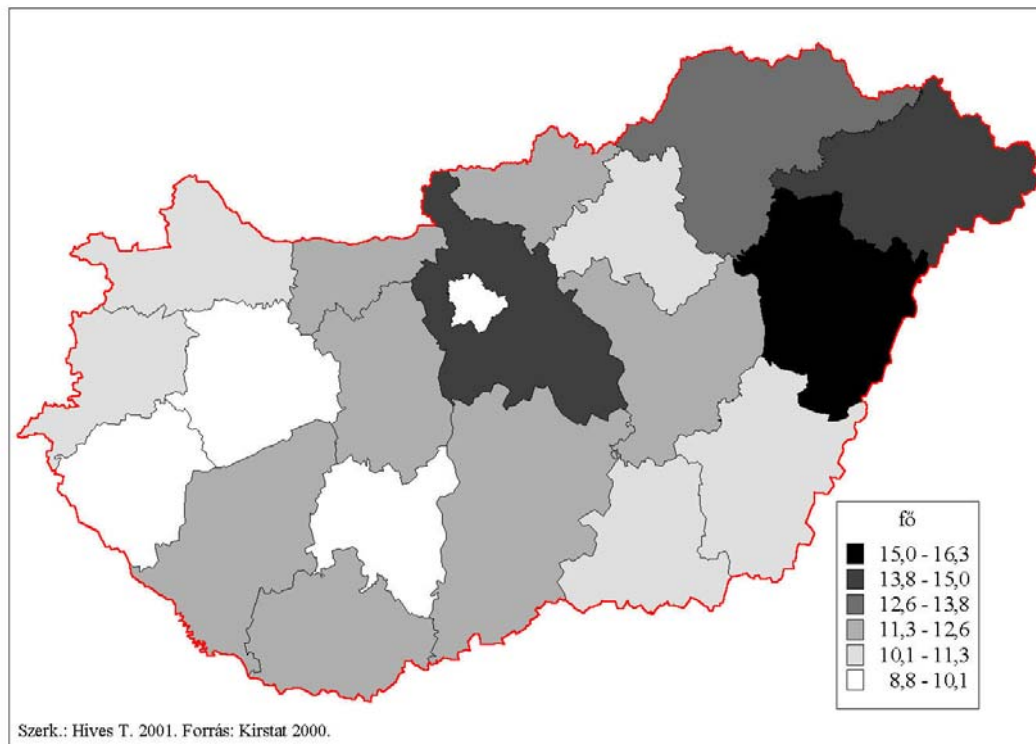 fő
15,0 - 16,3
13,8 - 15,0
12,6 - 13,8
11,3 - 12,6
10,1 - 11,3
8,8 - 10,1
Szerk.: Hives T. 2001. Forrás: Kirstat 2000.